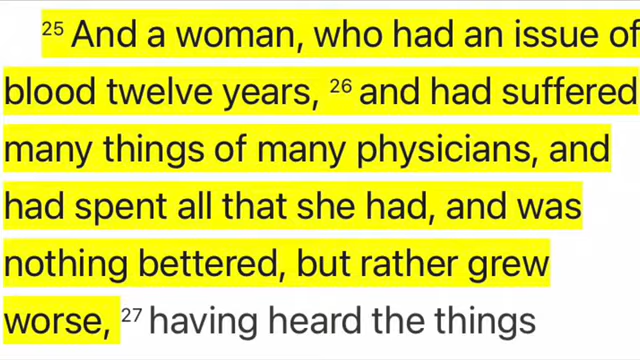 25 And a woman, who had an issue of
blood twelve years, 26 and had suffered
many things of many physicians, and
had spent all that she had, and was
nothing bettered, but rather grew
worse, 27 having heard the things